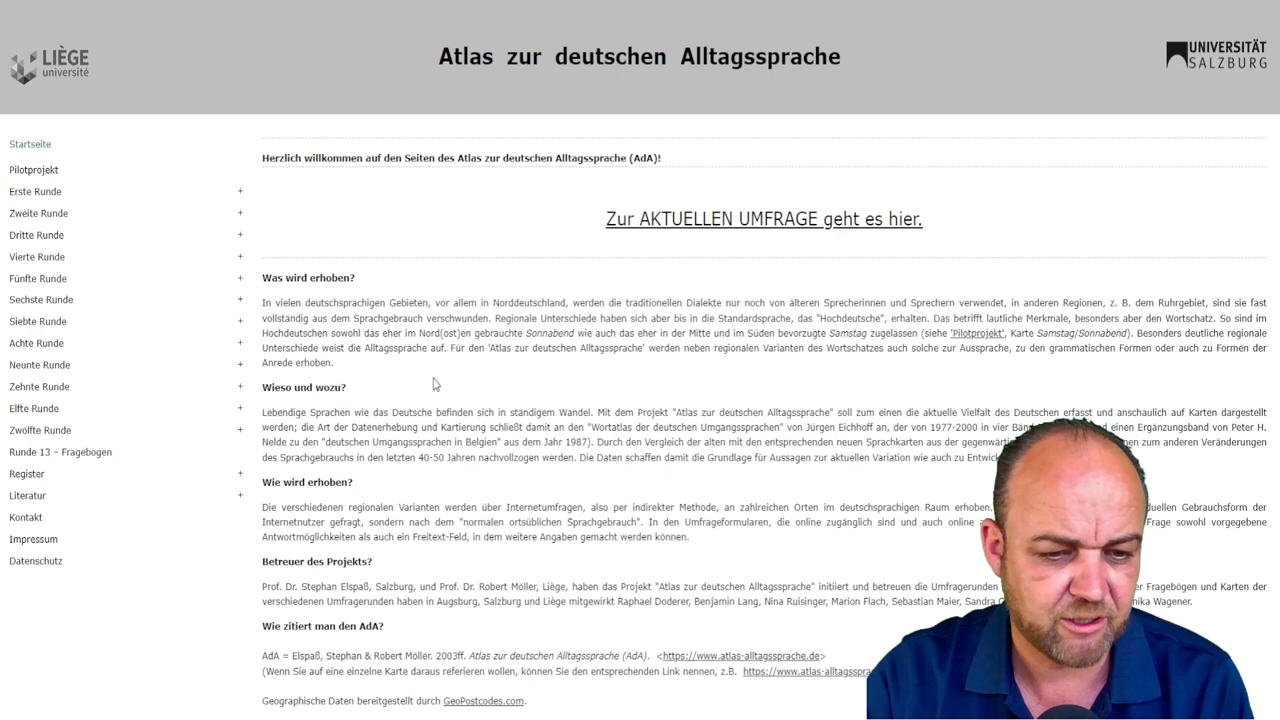 LIÈGE
université
Atlas zur deutschen Alltagssprache
UNIVERSITÄT
SALZBURG
Startseite
Pilotprojekt
Erste Runde +
Zweite Runde +
Dritte Runde +
Vierte Runde +
Fünfte Runde +
Sechste Runde +
Siebte Runde +
Achte Runde +
Neunte Runde +
Zehnte Runde +
Elfte Runde +
Zwölfte Runde +
Runde 13 – Fragebogen
Register +
Literatur +
Kontakt
Impressum
Datenschutz
Herzlich willkommen auf den Seiten des Atlas zur deutschen Alltagssprache (AdA)!
Zur AKTUELLEN UMFRAGE geht es hier.
Was wird erhoben?
In vielen deutschsprachigen Gebieten, vor allem in Norddeutschland, werden die traditionellen Dialekte nur noch von älteren Sprecherinnen und Sprechern verwendet, in anderen Regionen, z. B. dem Ruhrgebiet, sind sie fast
vollständig aus dem Sprachgebrauch verschwunden. Regionale Unterschiede haben sich aber bis in die Standardsprache, das "Hochdeutsche", erhalten. Das betrifft lautliche Merkmale, besonders aber den Wortschatz. So sind im
Hochdeutschen sowohl das eher im Nord(ost)en gebrauchte Sonnabend wie auch das eher in der Mitte und im Süden bevorzugte Samstag zugelassen (siehe 'Pilotprojekt', Karte Samstag/Sonnabend). Besonders deutliche regionale
Unterschiede weist die Alltagssprache auf. Für den 'Atlas zur deutschen Alltagssprache' werden neben regionalen Varianten des Wortschatzes auch solche zur Aussprache, zu den grammatischen Formen oder auch zu Formen der
Anrede erhoben.
Wieso und wozu?
Lebendige Sprachen wie das Deutsche befinden sich in ständigem Wandel. Mit dem Projekt "Atlas zur deutschen Alltagssprache" soll zum einen die aktuelle Vielfalt des Deutschen erfasst und anschaulich auf Karten dargestellt
werden; die Art der Datenerhebung und Kartierung schließt damit an den "Wortatlas der deutschen Umgangssprachen" von Jürgen Eichhoff an, der von 1977-2000 in vier einen Ergänzungsband von Peter H.
Nelde zu den "deutschen Umgangssprachen in Belgien" aus dem Jahr 1987). Durch den Vergleich der alten mit den entsprechenden neuen Sprachkarten aus der zum anderen Veränderungen
des Sprachgebrauchs in den letzten 40-50 Jahren nachvollzogen werden. Die Daten schaffen damit die Grundlage für Aussagen zur aktuellen Variation wie auch zu
Wie wird erhoben?
Die verschiedenen regionalen Varianten werden über Internetumfragen, also per indirekter Methode, an zahlreichen Orten im deutschsprachigen Raum erhoben. Gebrauchsform der
Internetnutzer gefragt, sondern nach dem "normalen ortsüblichen Sprachgebrauch". In den Umfrageformularen, die online zugänglich sind und auch online Frage sowohl vorgegebene
Antwortmöglichkeiten als auch ein Freitext-Feld, in dem weitere Angaben gemacht werden können.
Betreuer des Projekts?
Prof. Dr. Stephan Elspaß, Salzburg, und Prof. Dr. Robert Möller, Liège, haben das Projekt "Atlas zur deutschen Alltagssprache" initiiert und betreuen die Umfragerunden Fragebögen und Karten der
verschiedenen Umfragerunden haben in Augsburg, Salzburg und Liège mitgewirkt Raphael Doderer, Benjamin Lang, Nina Ruisinger, Marion Flach, Sebastian Maier, Sandra Wagener.
Wie zitiert man den AdA?
AdA = Elspaß, Stephan & Robert Möller. 2003ff. Atlas zur deutschen Alltagssprache (AdA). <https://www.atlas-alltagssprache.de>
(Wenn Sie auf eine einzelne Karte daraus referieren wollen, können Sie den entsprechenden Link nennen, z.B. https://www.atlas-alltagsspra
Geographische Daten bereitgestellt durch GeoPostcodes.com.